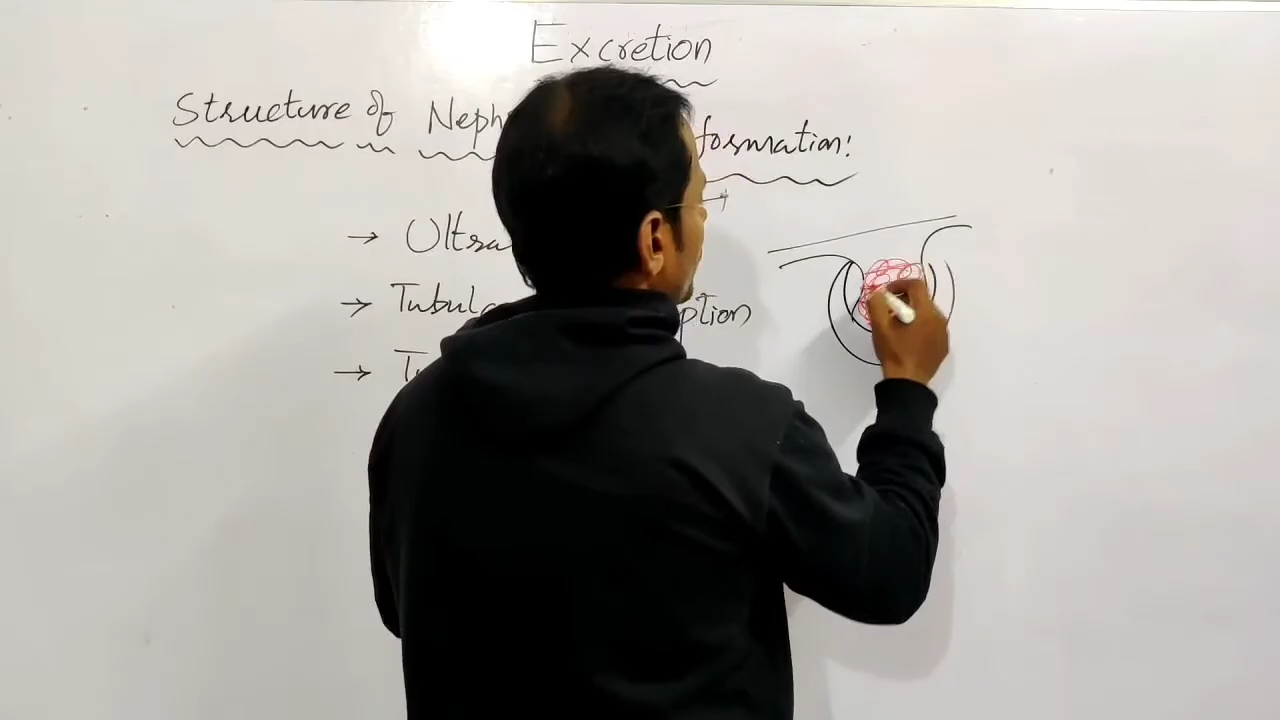 Excretion
Structure of Neph formation:
→ Ultra
→ Tubul ption
→ T